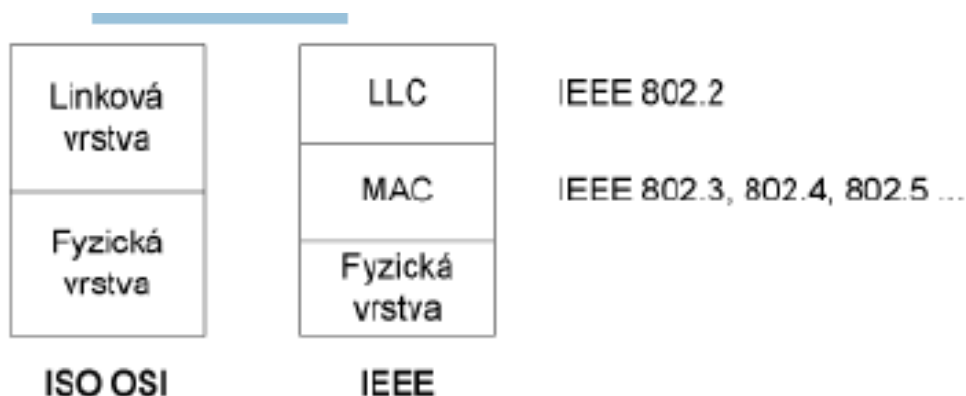 Linková
vrstva
Fyzická
vrstva
ISO OSI
LLC
MAC
Fyzická
vrstva
IEEE
IEEE 802.2
IEEE 802.3, 802.4, 802.5 ...